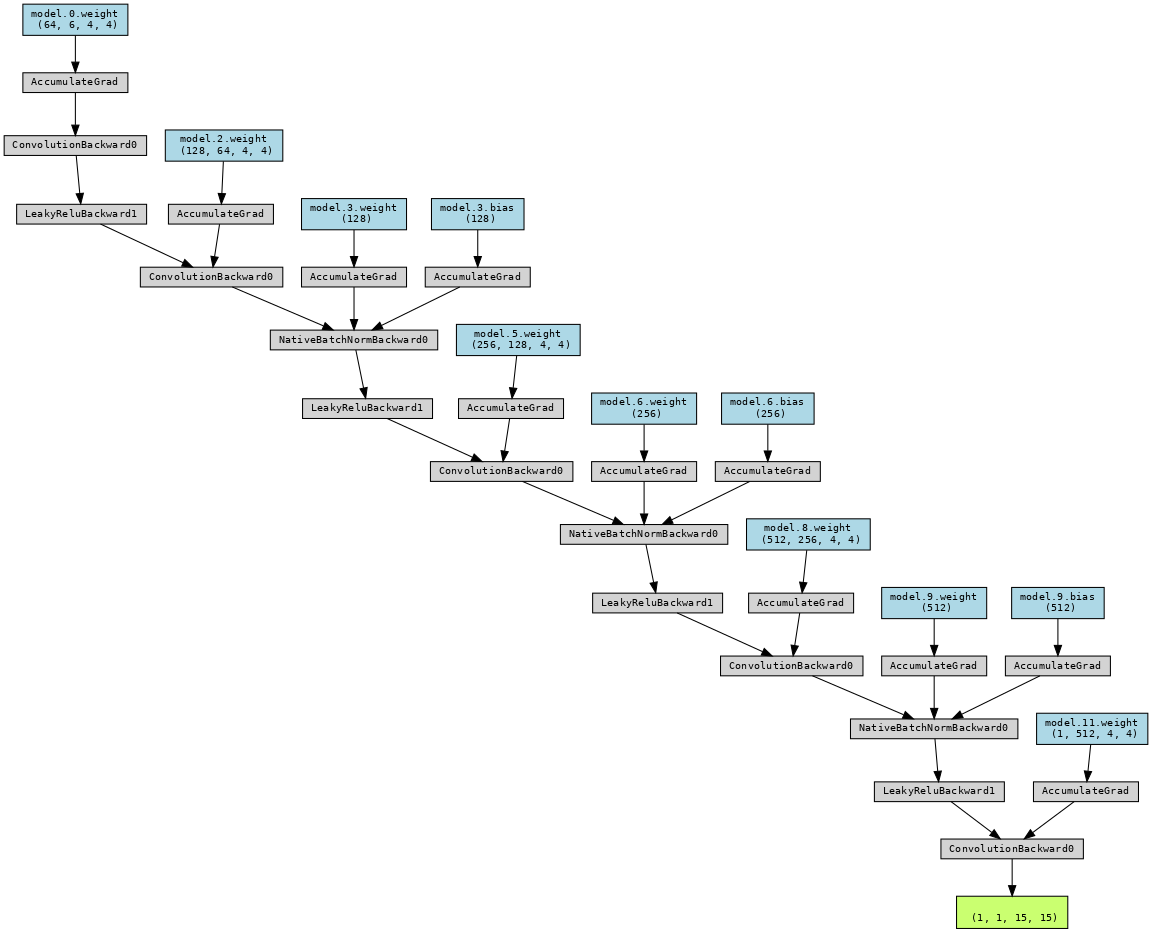 model.0.weight
(64, 6, 4, 4)
AccumulateGrad
ConvolutionBackward0
model.2.weight
(128, 64, 4, 4)
LeakyReluBackward1
AccumulateGrad
model.3.weight
(128)
model.3.bias
(128)
ConvolutionBackward0
AccumulateGrad
AccumulateGrad
NativeBatchNormBackward0
model.5.weight
(256, 128, 4, 4)
LeakyReluBackward1
AccumulateGrad
model.6.weight
(256)
model.6.bias
(256)
ConvolutionBackward0
AccumulateGrad
AccumulateGrad
NativeBatchNormBackward0
model.8.weight
(512, 256, 4, 4)
LeakyReluBackward1
AccumulateGrad
model.9.weight
(512)
model.9.bias
(512)
ConvolutionBackward0
AccumulateGrad
AccumulateGrad
NativeBatchNormBackward0
model.11.weight
(1, 512, 4, 4)
LeakyReluBackward1
AccumulateGrad
ConvolutionBackward0
(1, 1, 15, 15)